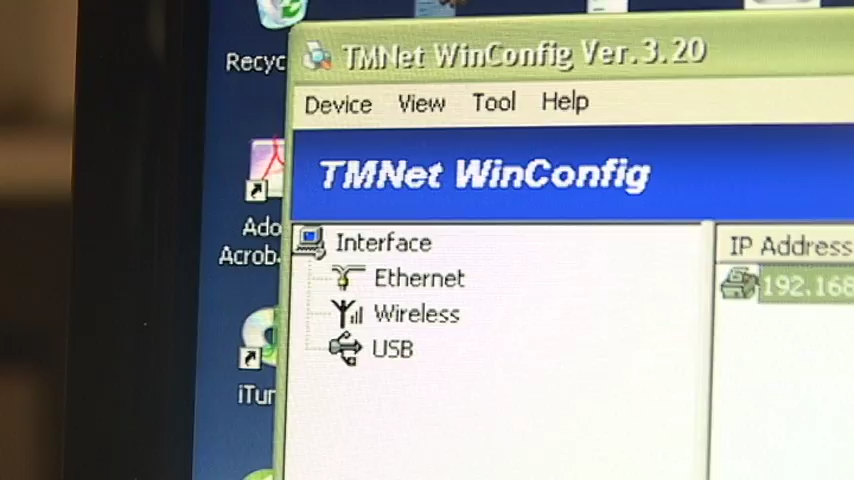 Recyc
TMNet WinConfig Ver.3.20
Device View Tool Help
TMNet WinConfig
Ado
Acrob
Interface
IP Address
Ethernet
192.168
Wireless
USB
iTun